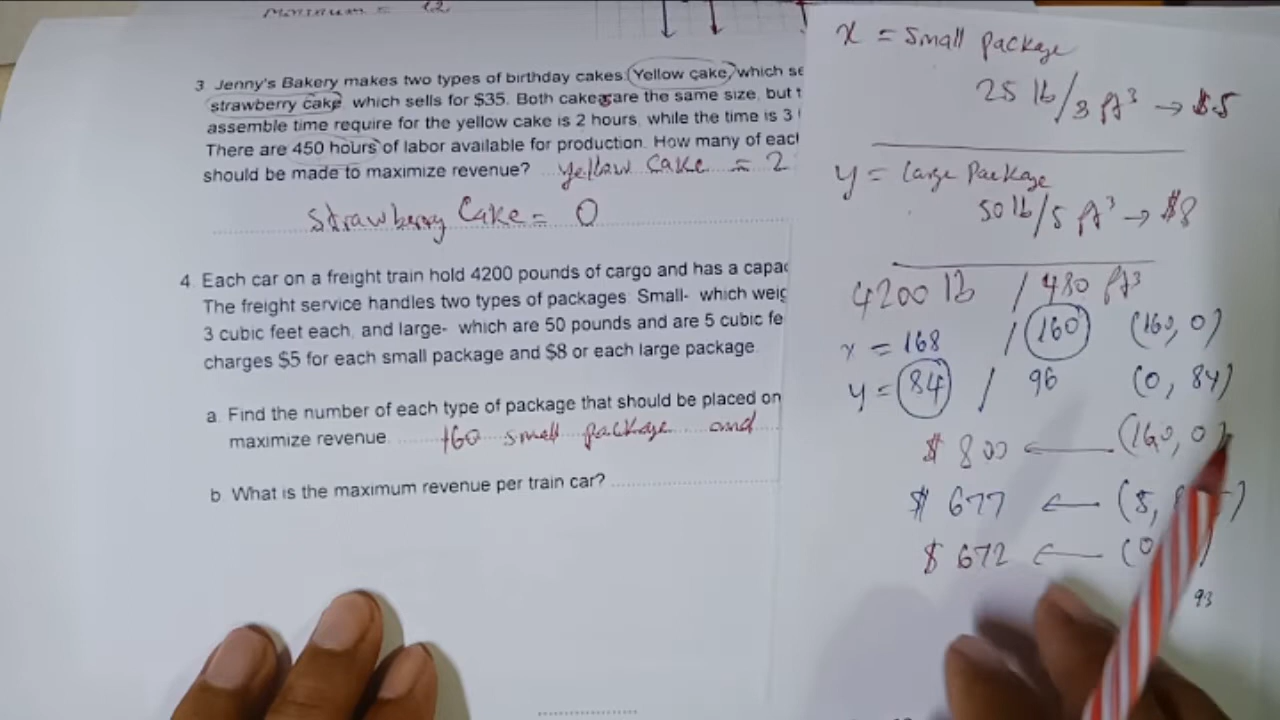 Minimum = 12
3. Jenny's Bakery makes two types of birthday cakes: Yellow cake, which se
strawberry cake, which sells for $35. Both cakes are the same size, but t
assemble time require for the yellow cake is 2 hours, while the time is 3
There are 450 hours of labor available for production. How many of each
should be made to maximize revenue? yellow cake = 2
Strawberry Cake = 0
4. Each car on a freight train hold 4200 pounds of cargo and has a capac
The freight service handles two types of packages: Small- which weig
3 cubic feet each, and large- which are 50 pounds and are 5 cubic fe
charges $5 for each small package and $8 or each large package.
a. Find the number of each type of package that should be placed on
maximize revenue. 160 small package and
b. What is the maximum revenue per train car?
x = Small package
25 lb/3 ft³ → $5
y = Large Package
50 lb/5 ft³ → $8
4200 lb / 480 ft³
x = 168 / 160 (160, 0)
y = 84 / 96 (0, 84)
$ 800 ← (160, 0)
$ 677 ← (5,
$ 672 ← (0
93